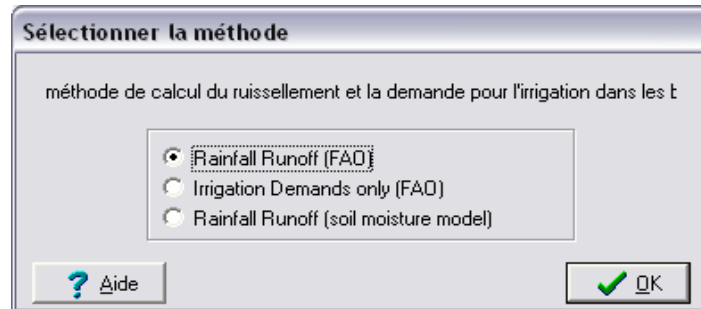 Sélectionner la méthode
méthode de calcul du ruissellement et la demande pour l'irrigation dans les
Rainfall Runoff (FAO)
Irrigation Demands only (FAO)
Rainfall Runoff (soil moisture model)
? Aide
OK